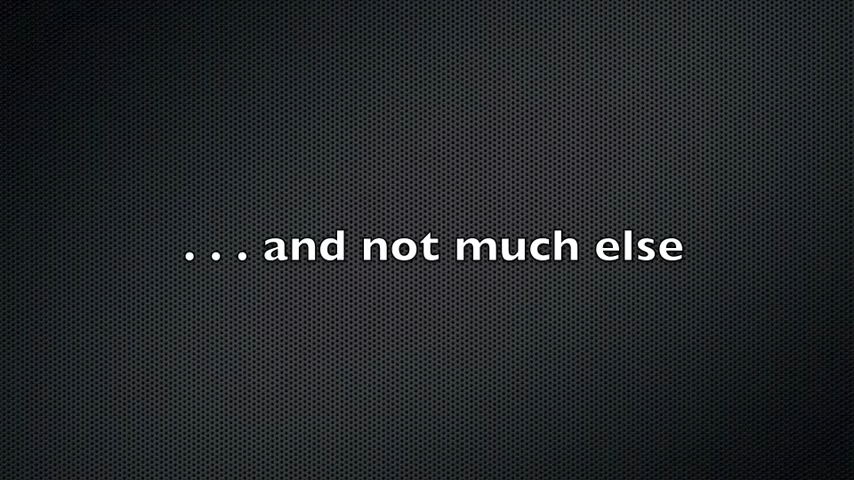 . . . and not much else